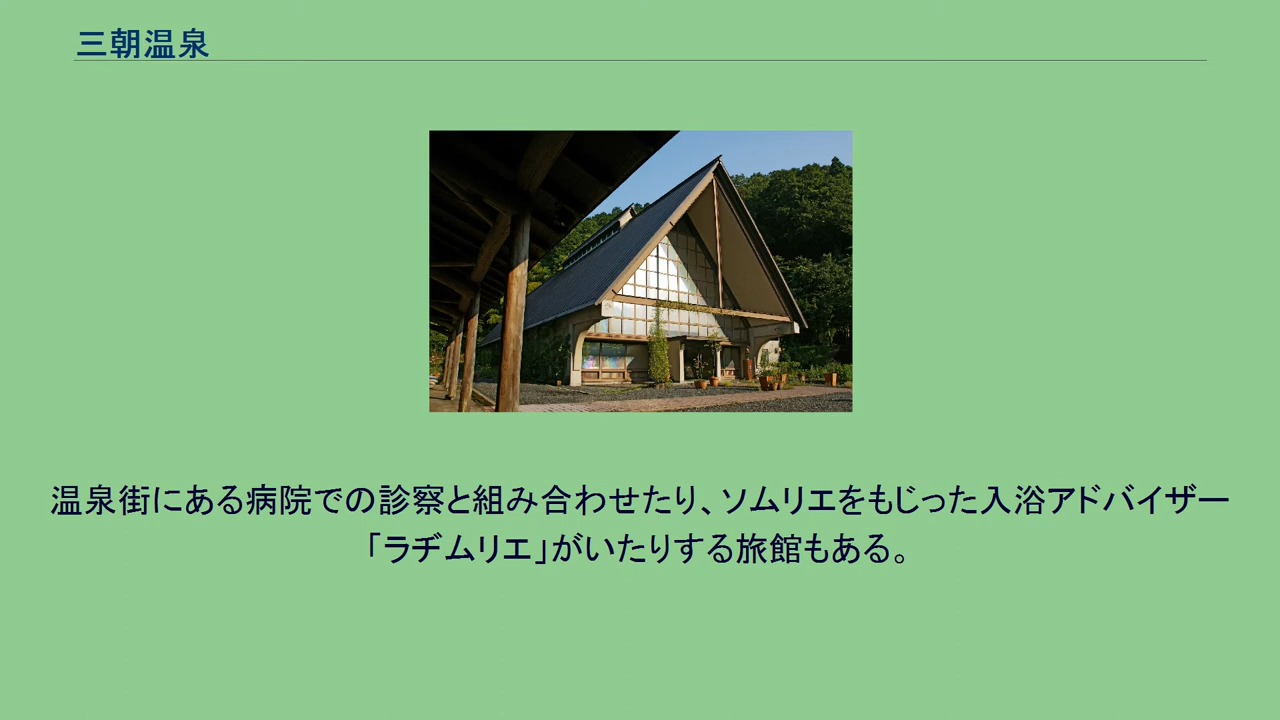 三朝温泉
温泉街にある病院での診察と組み合わせたり、ソムリエをもじった入浴アドバイザー
「ラヂムリエ」がいたりする旅館もある。